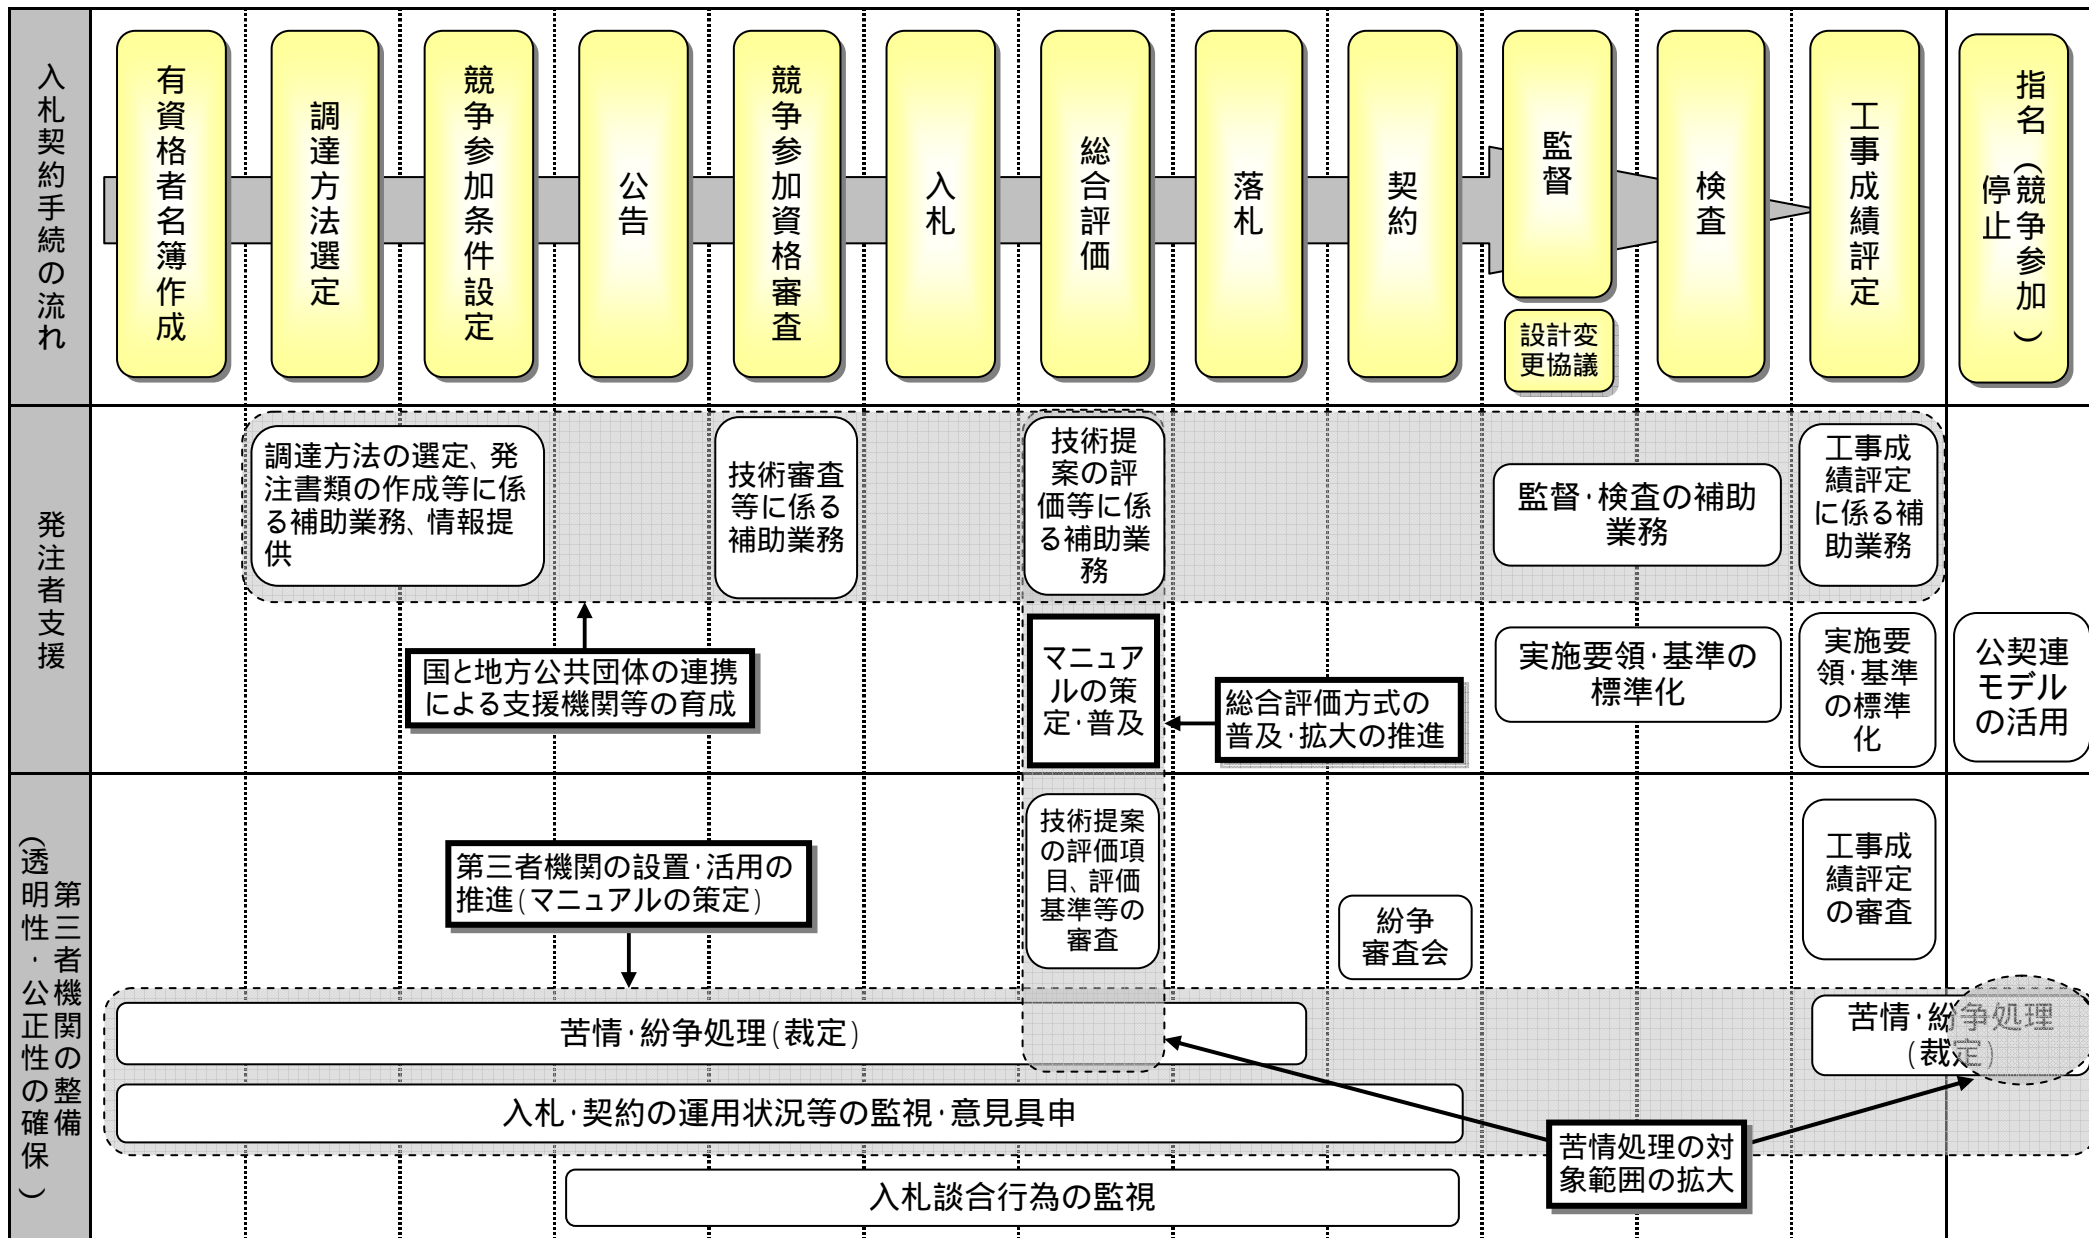 入札契約手続の流れ
有資格者名簿作成
調達方法選定
競争参加条件設定
公告
競争参加資格審査
入札
総合評価
落札
契約
監督
設計変
更協議
検査
工事成績評定
指名（競争参加）
停止
発注者支援
調達方法の選定、発
注書類の作成等に係
る補助業務、情報提
供
技術審査
等に係る
補助業務
技術提
案の評
価等に係
る補助業
務
監督・検査の補助
業務
工事成
績評定
に係る補
助業務
国と地方公共団体の連携
による支援機関等の育成
マニュア
ルの策
定・普及
総合評価方式の
普及・拡大の推進
実施要領・基準の
標準化
実施要
領・基準
の標準
化
公契連
モデル
の活用
第三者機関の整備
（透明性・公正性の確保）
第三者機関の設置・活用の
推進（マニュアルの策定）
技術提案
の評価項
目、評価
基準等の
審査
紛争
審査会
工事成
績評定
の審査
苦情・紛争処理（裁定）
苦情・紛争処理
（裁定）
入札・契約の運用状況等の監視・意見具申
苦情処理の対
象範囲の拡大
入札談合行為の監視